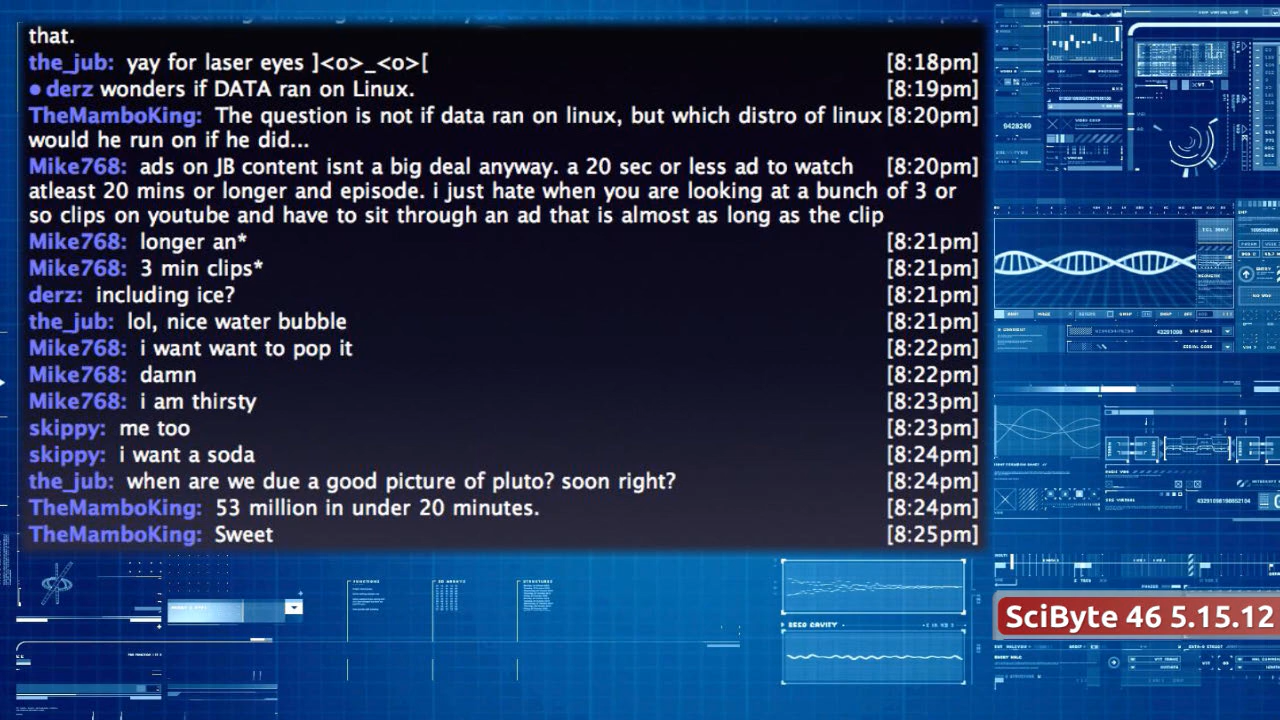 that.
the_jub: yay for laser eyes ]<o>_<o>[ [8:18pm]
• derz wonders if DATA ran on Linux. [8:19pm]
TheMamboKing: The question is not if data ran on linux, but which distro of linux [8:20pm]
would he run on if he did...
Mike768: ads on JB content isn't a big deal anyway. a 20 sec or less ad to watch [8:20pm]
atleast 20 mins or longer and episode. i just hate when you are looking at a bunch of 3 or
so clips on youtube and have to sit through an ad that is almost as long as the clip
Mike768: longer an* [8:21pm]
Mike768: 3 min clips* [8:21pm]
derz: including ice? [8:21pm]
the_jub: lol, nice water bubble [8:21pm]
Mike768: i want want to pop it [8:22pm]
Mike768: damn [8:22pm]
Mike768: i am thirsty [8:23pm]
skippy: me too [8:23pm]
skippy: i want a soda [8:24pm]
the_jub: when are we due a good picture of pluto? soon right? [8:24pm]
TheMamboKing: 53 million in under 20 minutes. [8:24pm]
TheMamboKing: Sweet [8:25pm]
SciByte 46 5.15.12
9428249